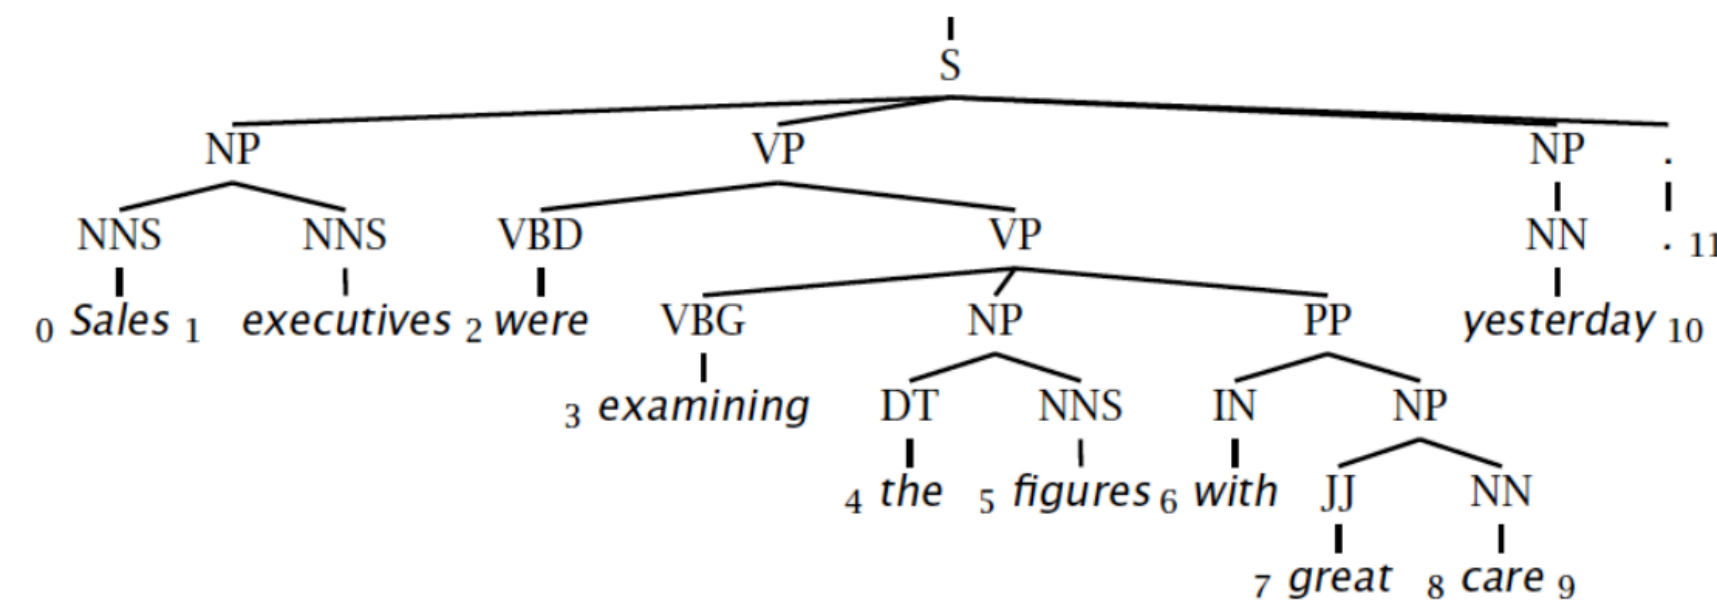 S
NP VP NP .
NNS NNS VBD VP NN . 11
0 Sales 1 executives 2 were VBG NP PP yesterday 10
3 examining DT NNS IN NP
4 the 5 figures 6 with JJ NN
7 great 8 care 9